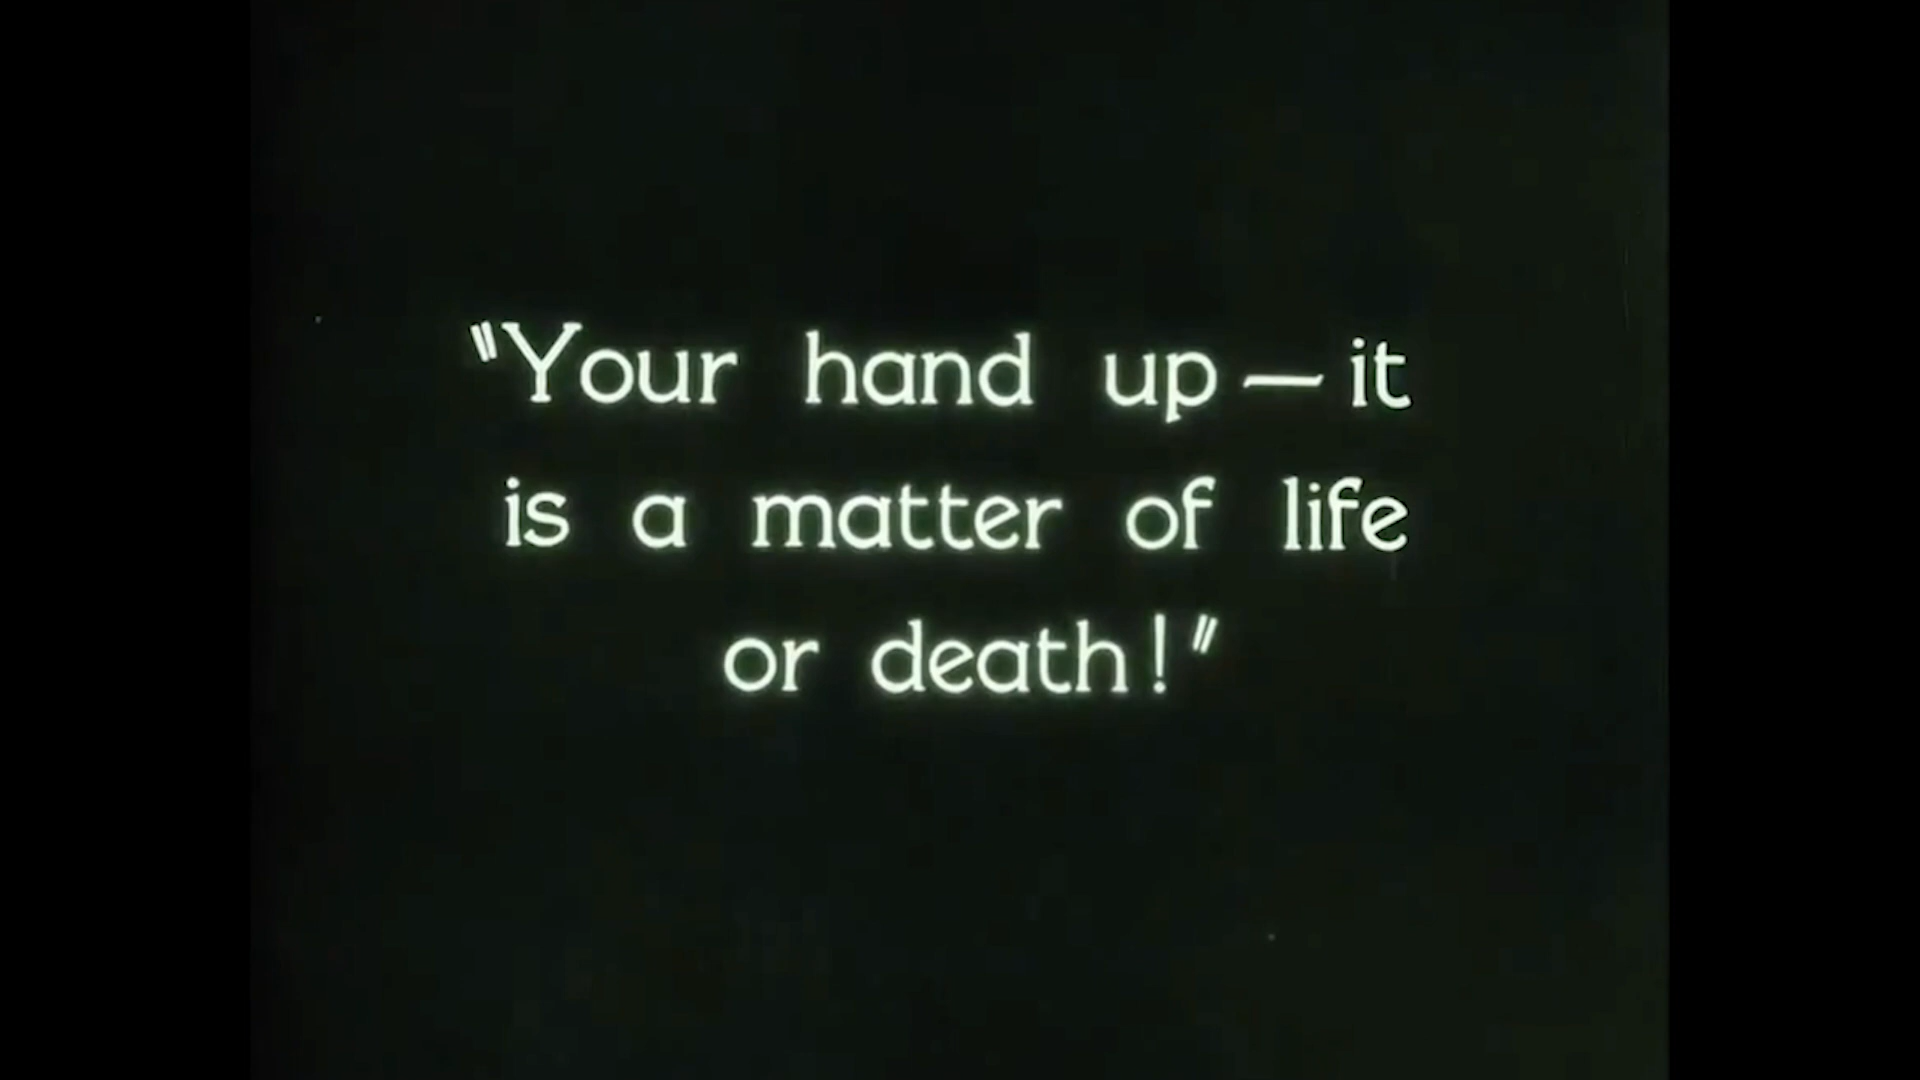 "Your hand up — it
is a matter of life
or death!"